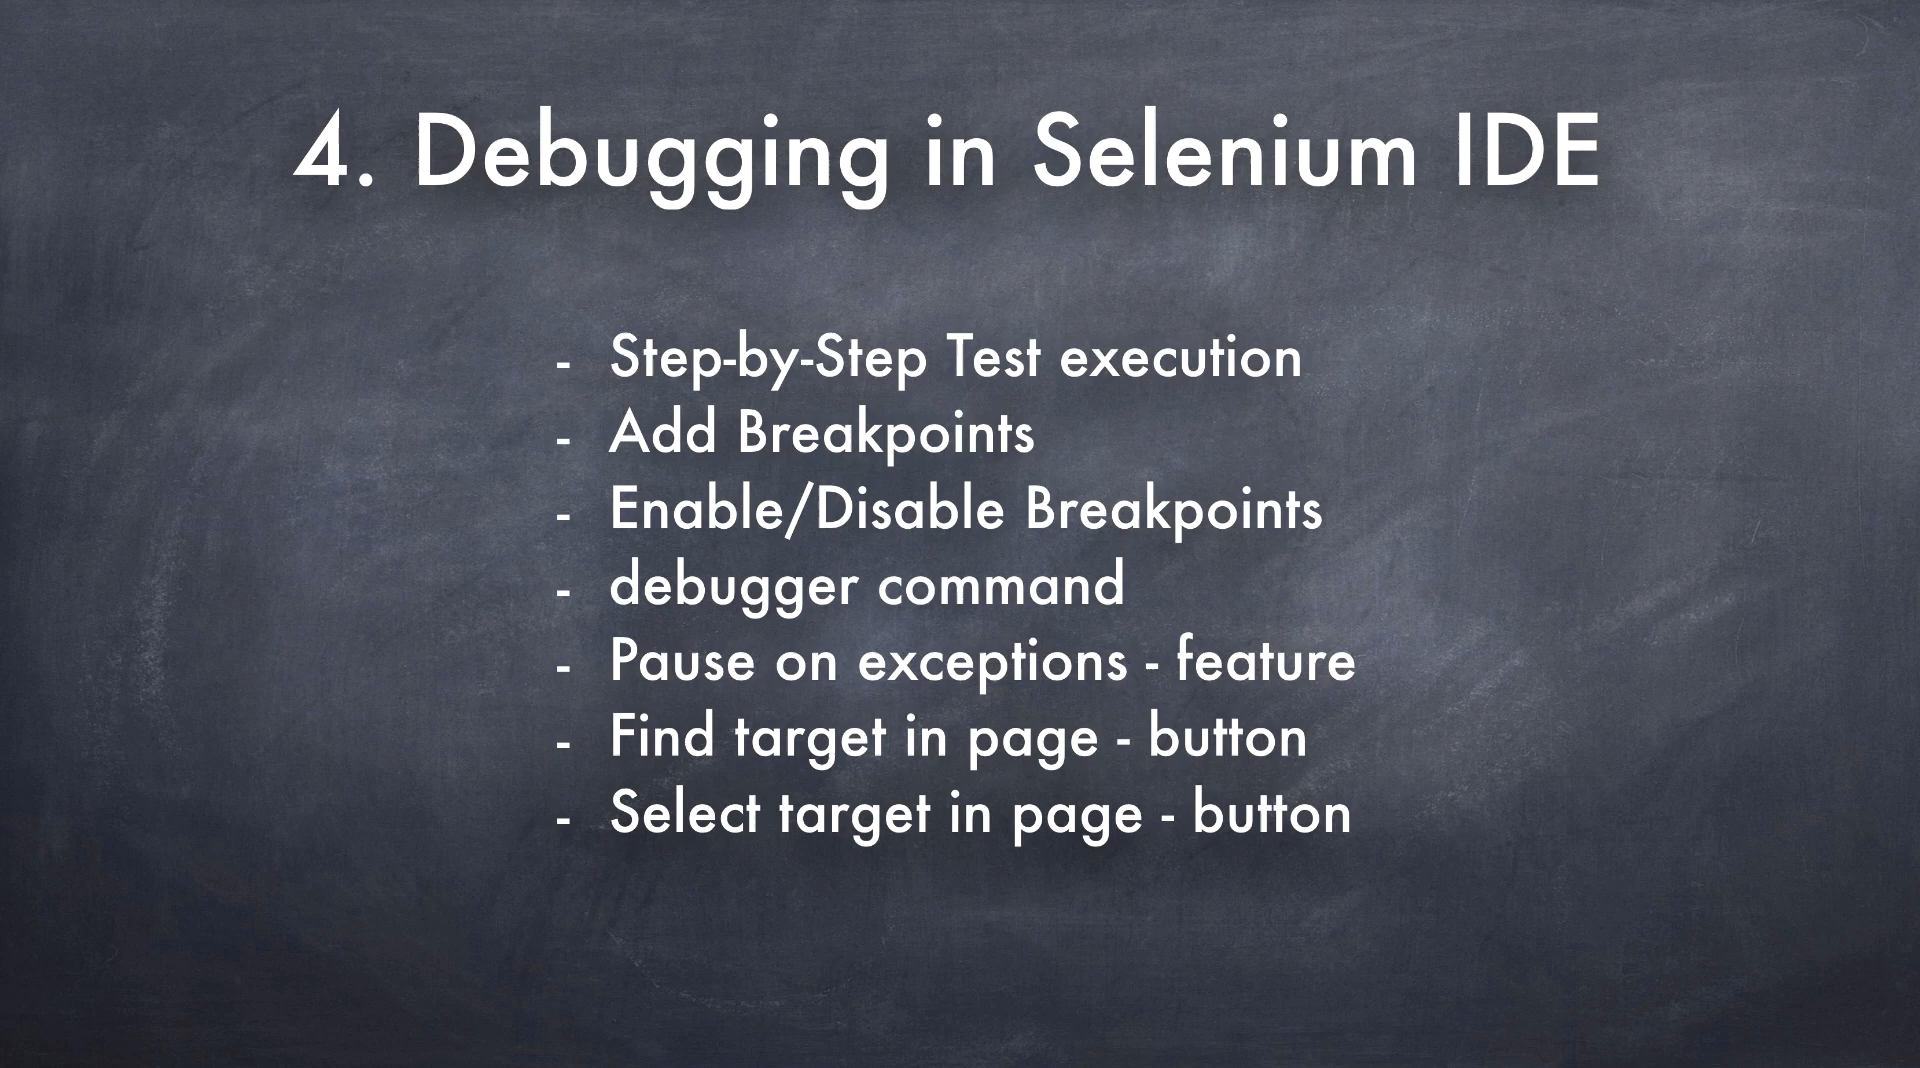 4. Debugging in Selenium IDE
- Step-by-Step Test execution
- Add Breakpoints
- Enable/Disable Breakpoints
- debugger command
- Pause on exceptions - feature
- Find target in page - button
- Select target in page - button